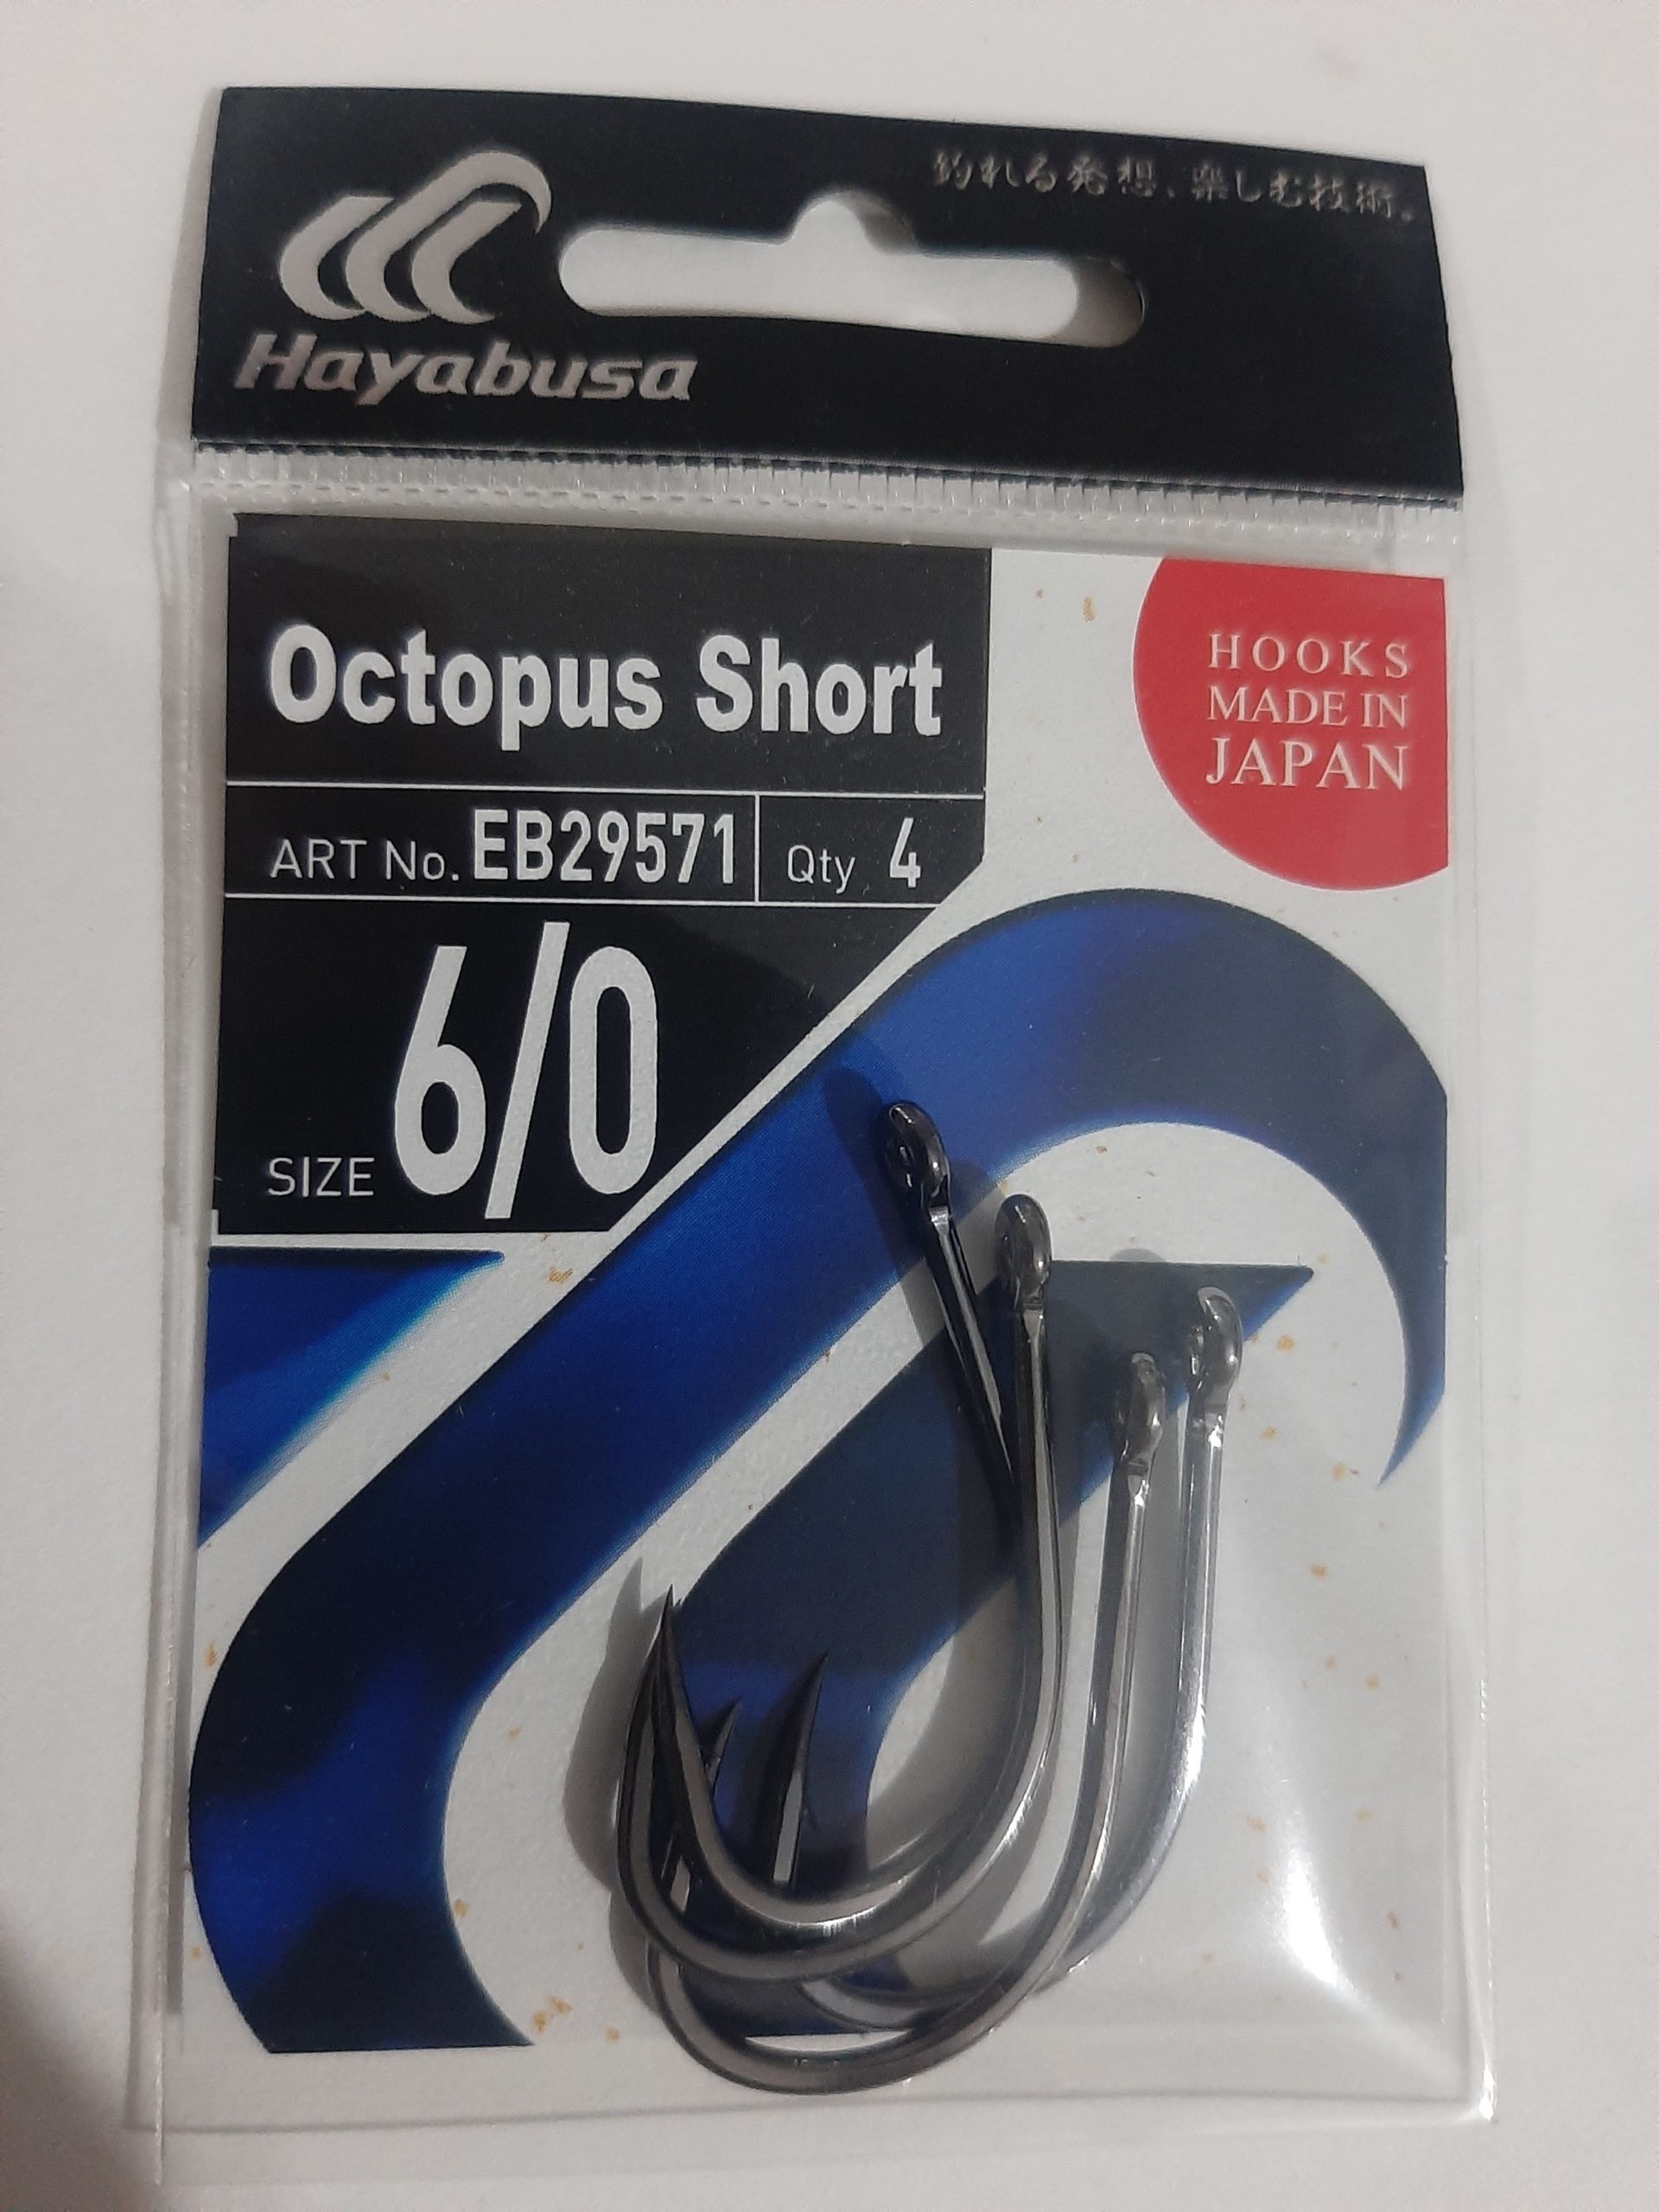 釣れる発想、楽しむ技術。
Hayabusa
Octopus Short
HOOKS
MADE IN
JAPAN
ART No. EB29571 Qty 4
SIZE 6/0